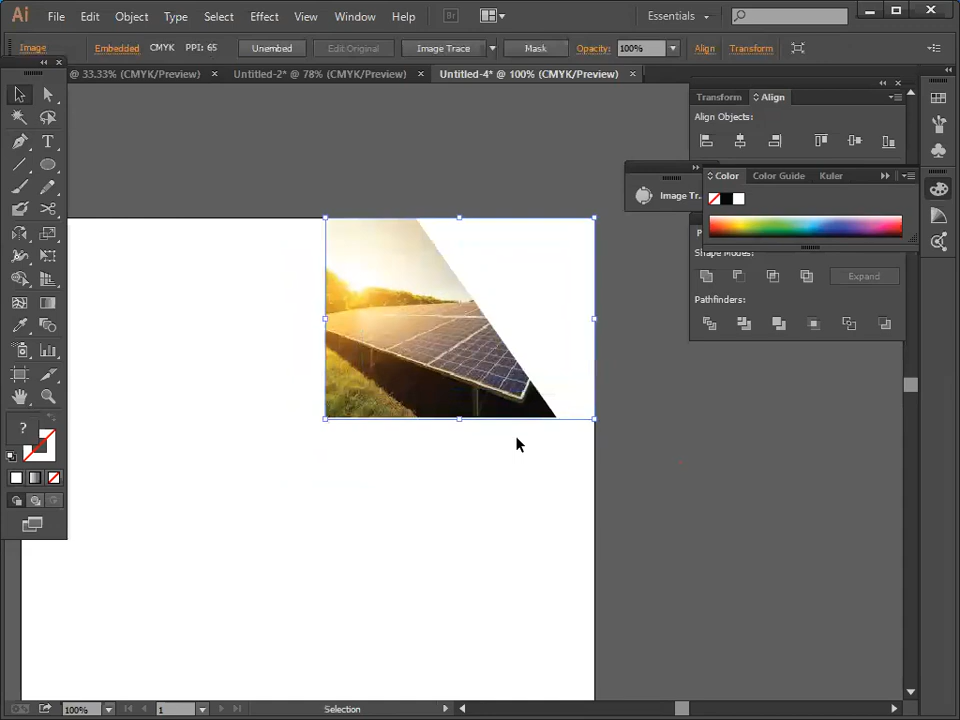 Ai File Edit Object Type Select Effect View Window Help Br Essentials
Image Embedded CMYK PPI: 65 Unembed Edit Original Image Trace Mask Opacity: 100% Align Transform
@ 33.33% (CMYK/Preview) × Untitled-2* @ 78% (CMYK/Preview) × Untitled-4* @ 100% (CMYK/Preview) ×
Transform Align
Align Objects:
Color Color Guide Kuler
Image Tr...
Shape Modes:
Expand
Pathfinders:
?
100% 1 Selection